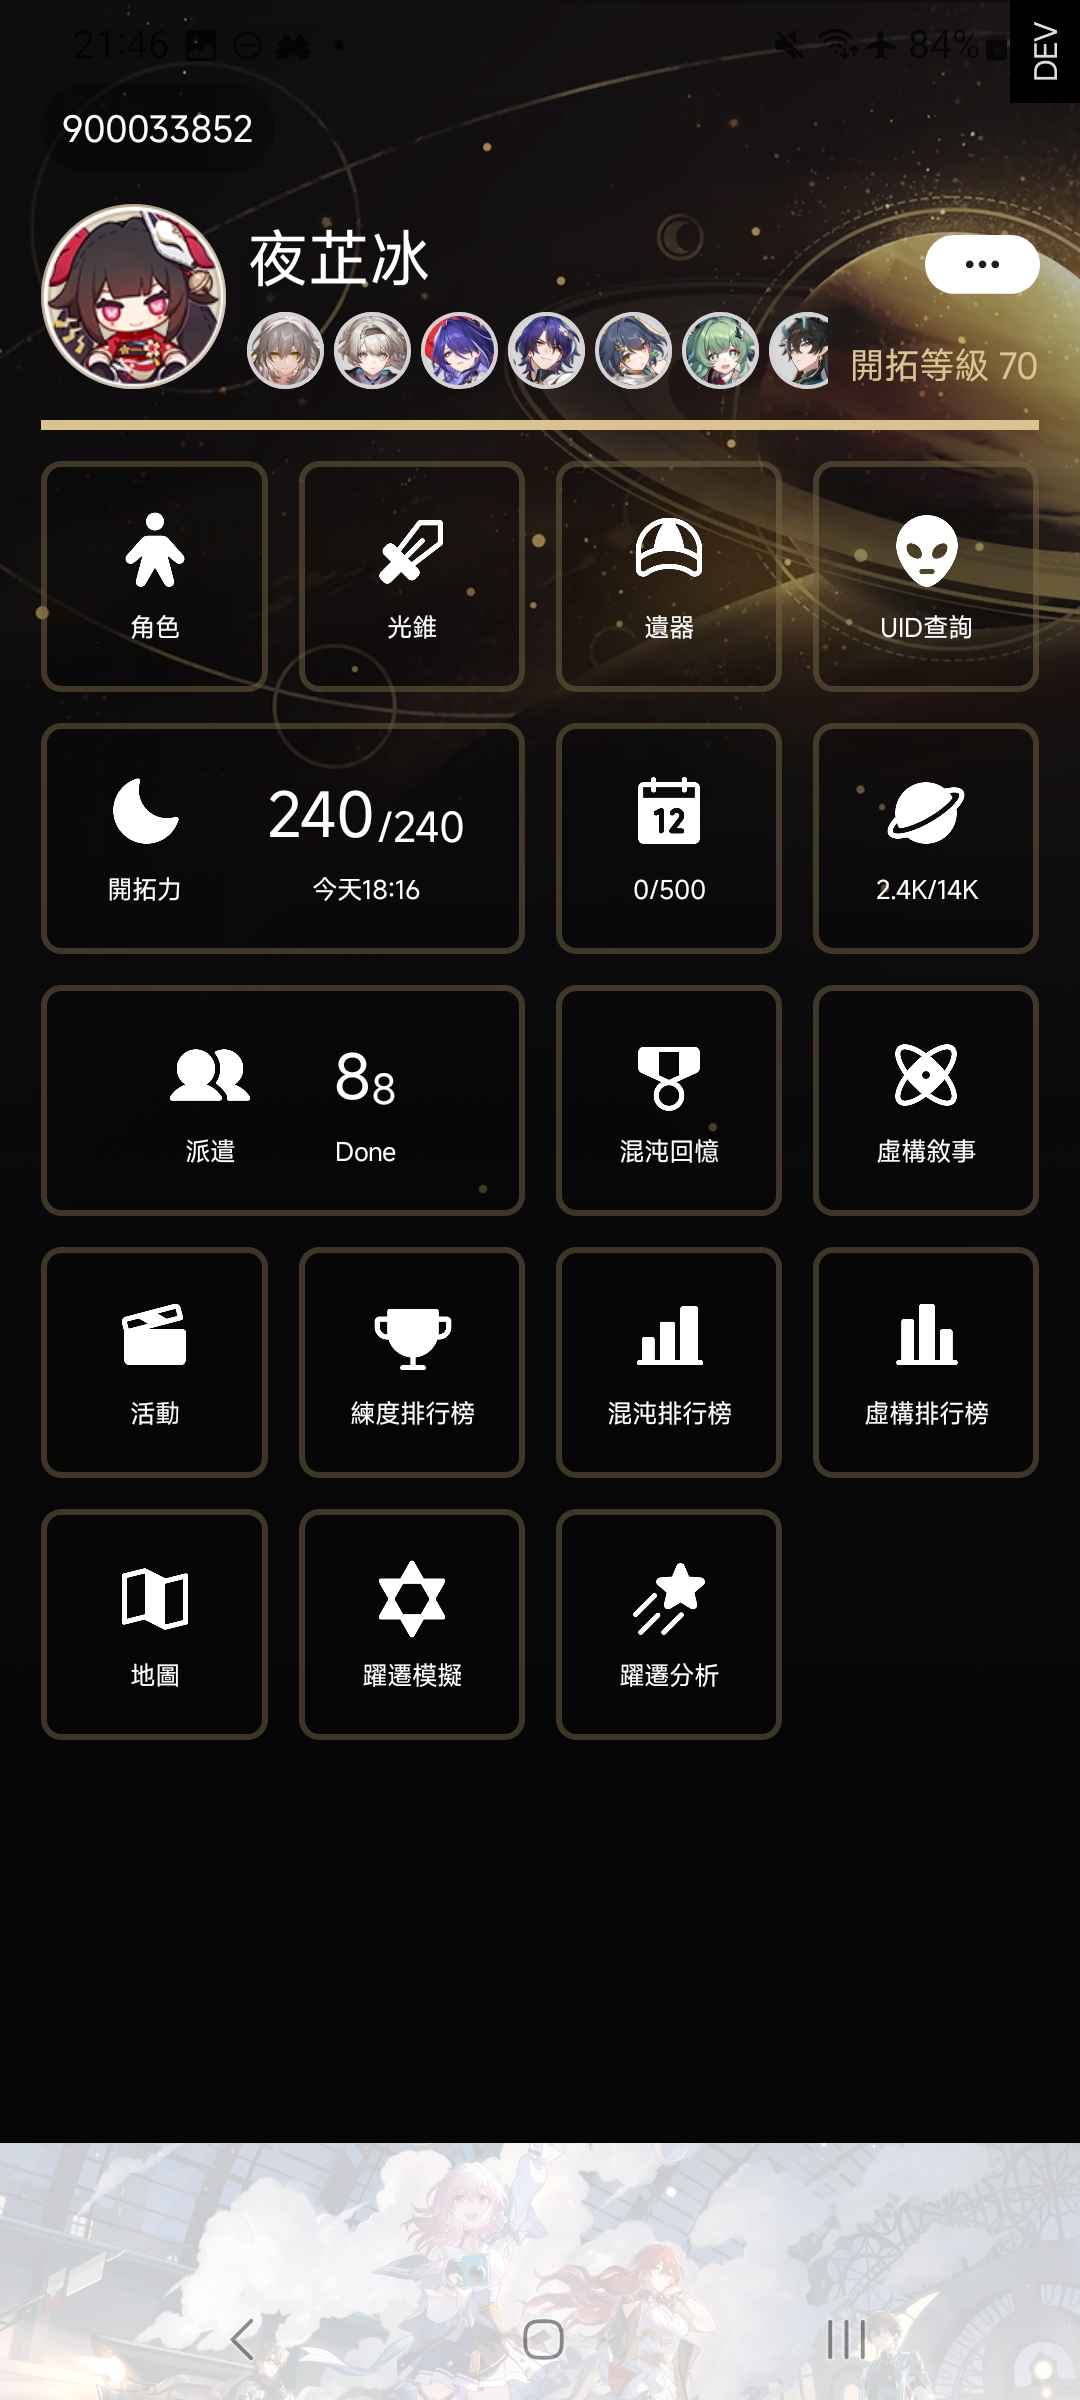 21:46
84%
DEV
900033852
夜芷冰
開拓等級 70
角色
光錐
遺器
UID查詢
240/240
開拓力
今天18:16
12
0/500
2.4K/14K
8 8
派遣
Done
混沌回憶
虛構敘事
活動
練度排行榜
混沌排行榜
虛構排行榜
地圖
躍遷模擬
躍遷分析